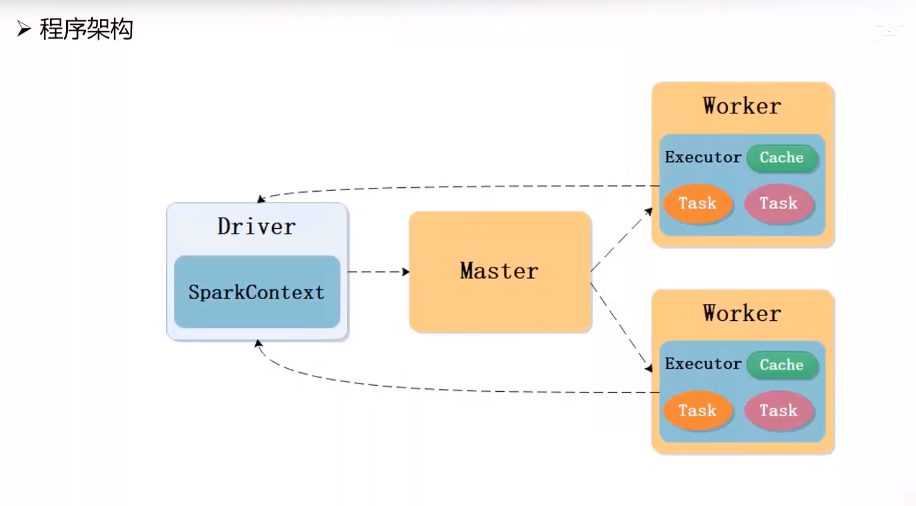 ➢ 程序架构
Driver
SparkContext
Master
Worker
Executor Cache
Task Task
Worker
Executor Cache
Task Task